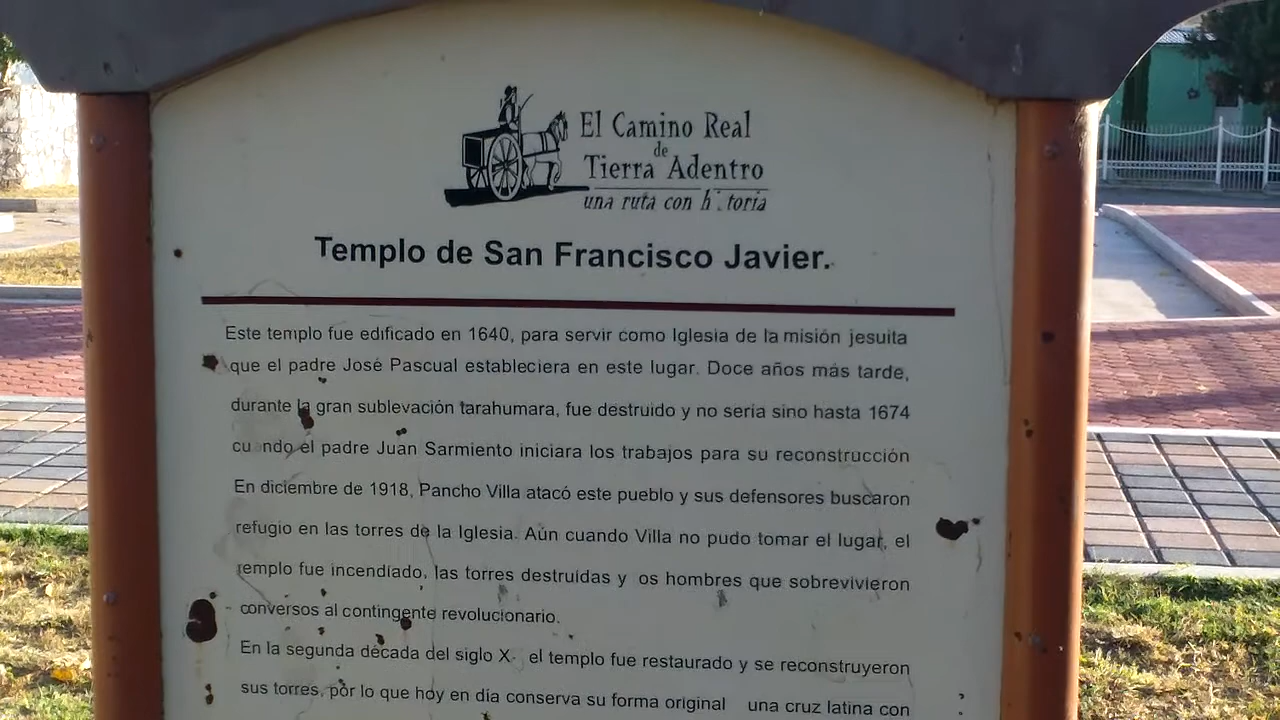 El Camino Real
de
Tierra Adentro
una ruta con h toria
Templo de San Francisco Javier.
Este templo fue edificado en 1640, para servir como Iglesia de la misión jesuita
que el padre José Pascual estableciera en este lugar. Doce años más tarde,
durante la gran sublevación tarahumara, fue destruido y no sería sino hasta 1674
cu ndo el padre Juan Sarmiento iniciara los trabajos para su reconstrucción
En diciembre de 1918, Pancho Villa atacó este pueblo y sus defensores buscaron
refugio en las torres de la Iglesia. Aún cuando Villa no pudo tomar el lugar, el
templo fue incendiado, las torres destruidas y os hombres que sobrevivieron
conversos al contingente revolucionario.
En la segunda década del siglo X el templo fue restaurado y se reconstruyeron
sus torres, por lo que hoy en día conserva su forma original una cruz latina con